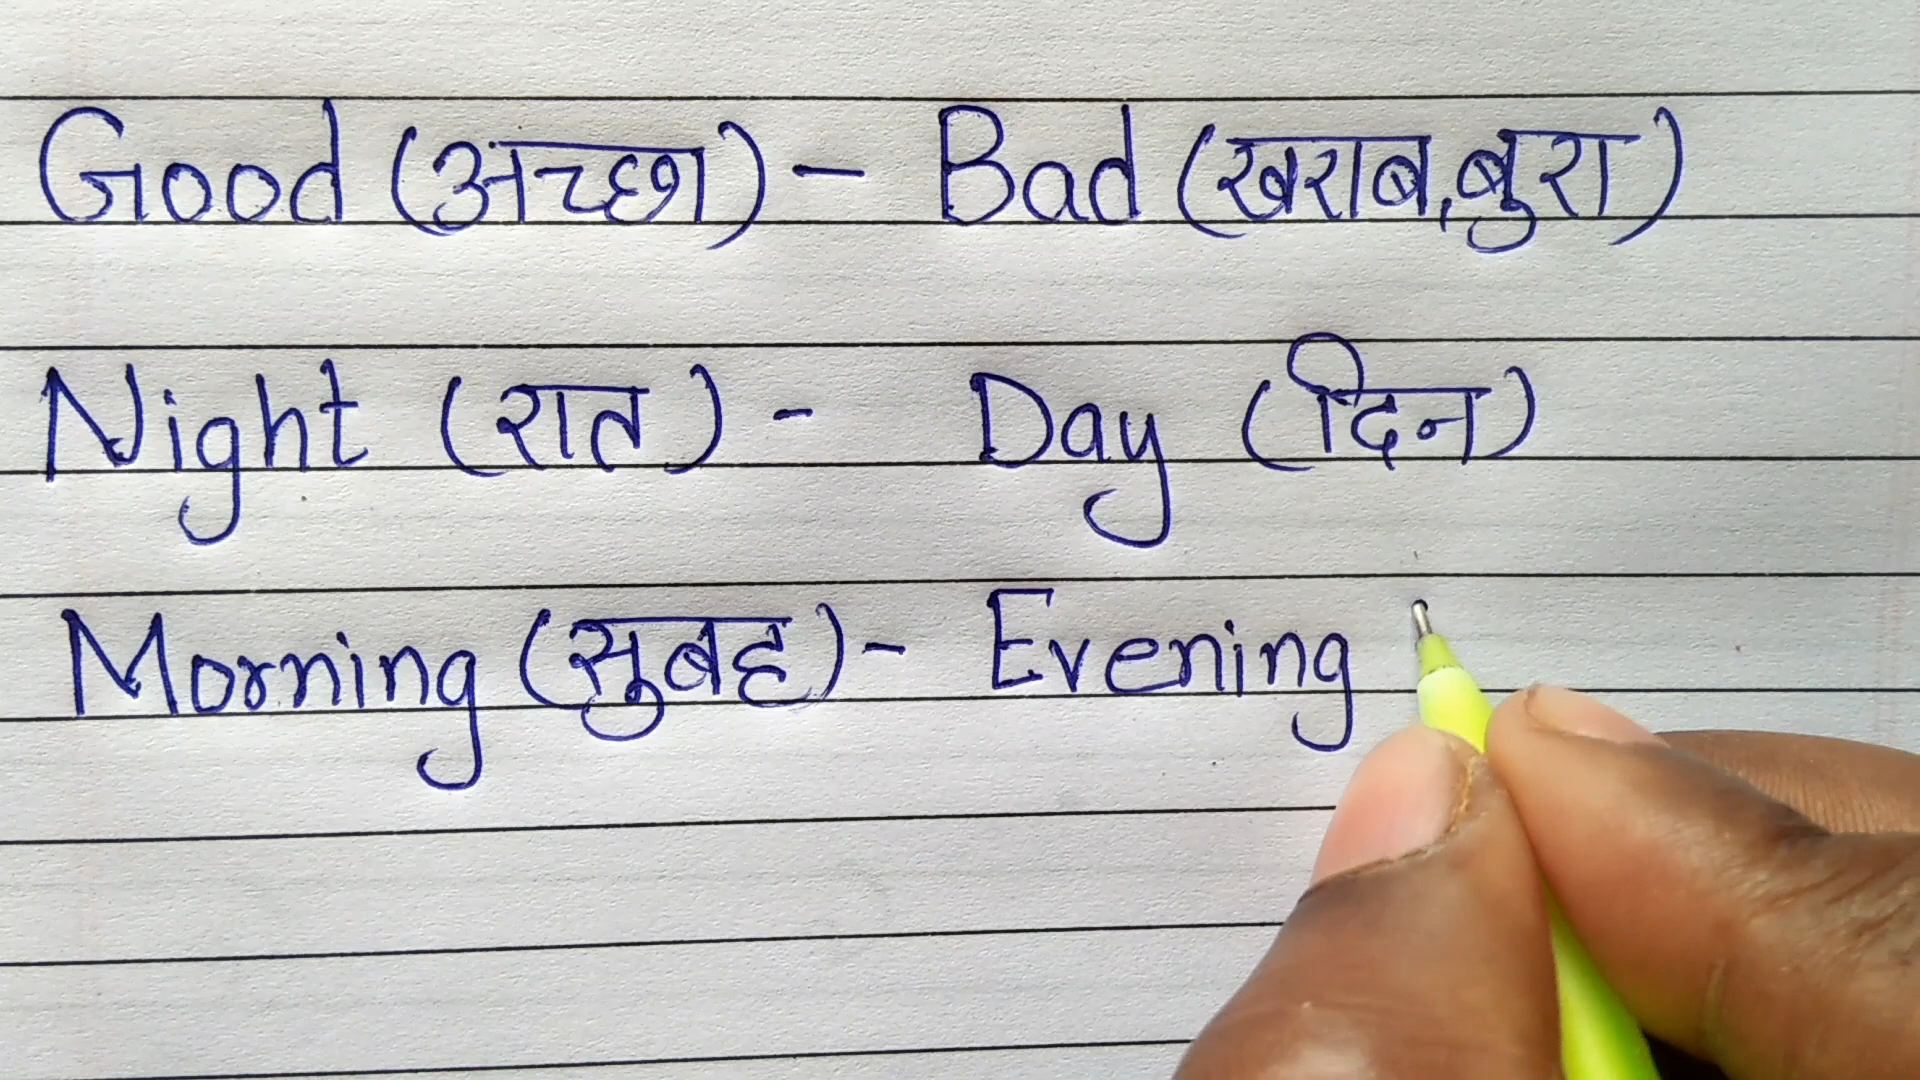 Good (अच्छा) - Bad (खराब, बुरा)
Night (रात) - Day (दिन)
Morning (सुबह) - Evening